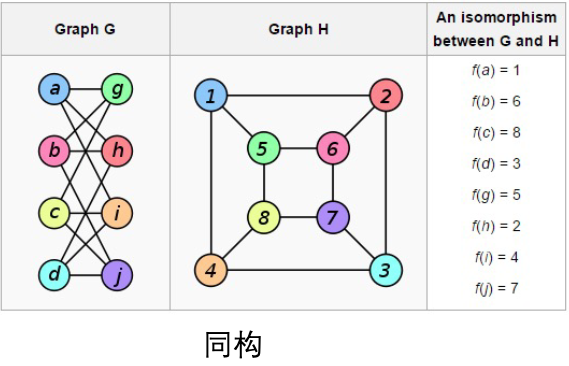 Graph G
Graph H
An isomorphism
between G and H
a
g
b
h
c
i
d
j
1
2
5
6
8
7
4
3
f(a) = 1
f(b) = 6
f(c) = 8
f(d) = 3
f(g) = 5
f(h) = 2
f(i) = 4
f(j) = 7
同构